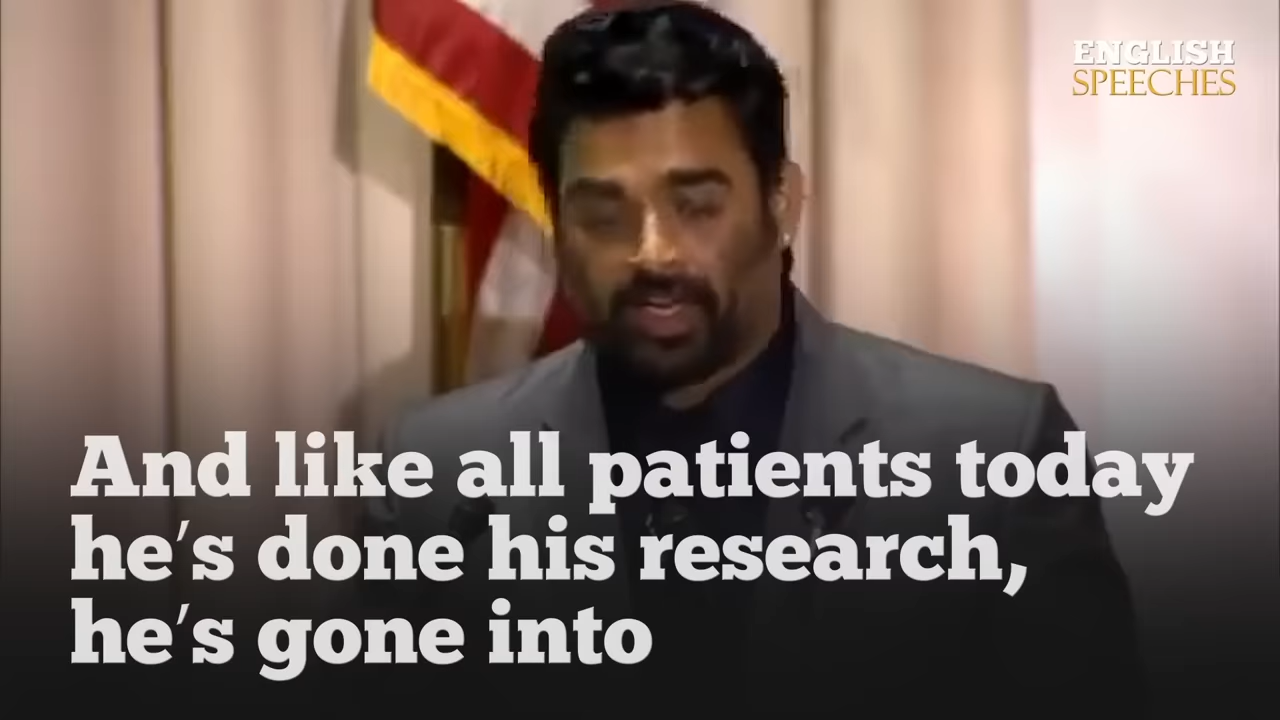 ENGLISH
SPEECHES
And like all patients today
he's done his research,
he's gone into